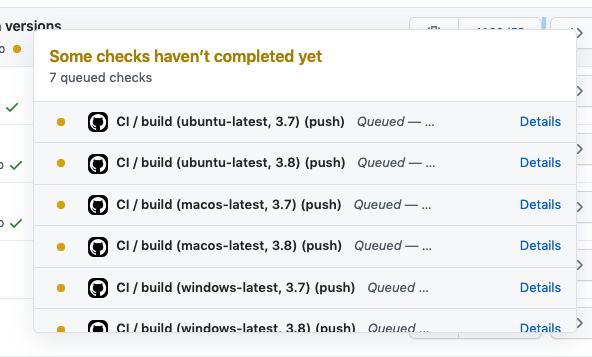 versions
Some checks haven't completed yet
7 queued checks
CI / build (ubuntu-latest, 3.7) (push) Queued — ... Details
CI / build (ubuntu-latest, 3.8) (push) Queued — ... Details
CI / build (macos-latest, 3.7) (push) Queued — ... Details
CI / build (macos-latest, 3.8) (push) Queued — ... Details
CI / build (windows-latest, 3.7) (push) Queued ... Details
CI / build (windows-latest, 3.8) (push) Queued ... Details